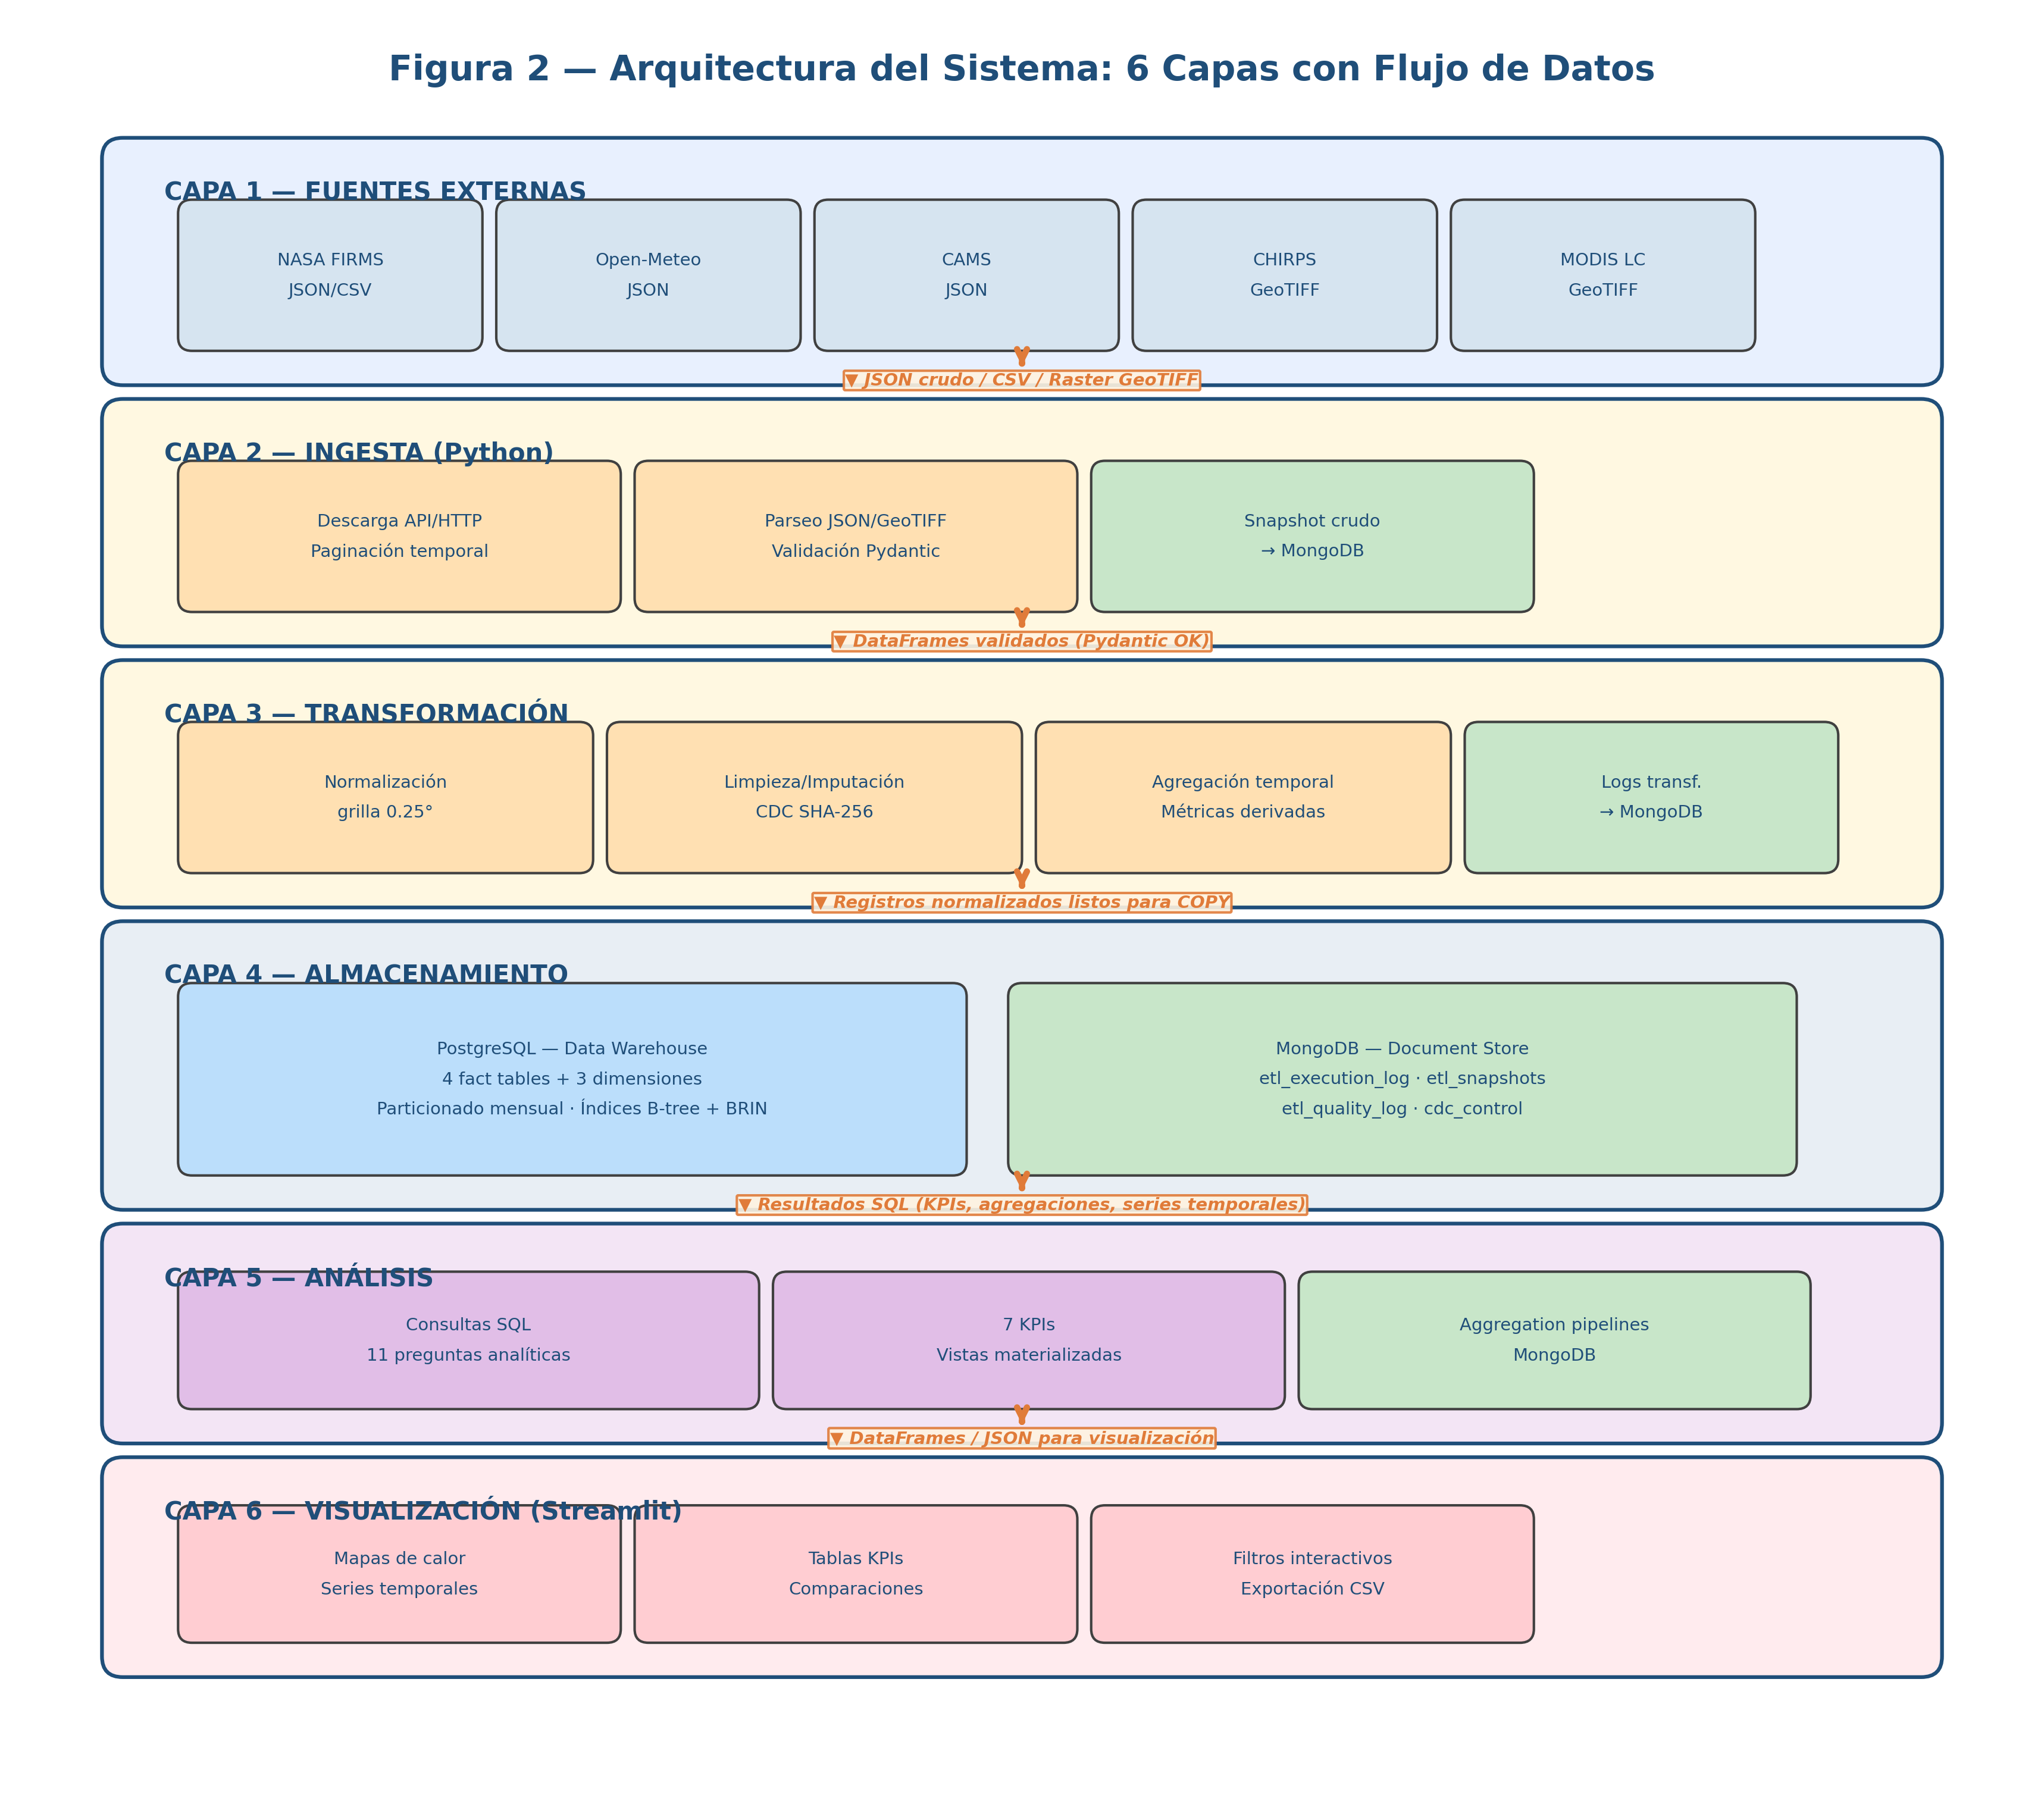 Figura 2 — Arquitectura del Sistema: 6 Capas con Flujo de Datos
CAPA 1 — FUENTES EXTERNAS
NASA FIRMS
JSON/CSV
Open-Meteo
JSON
CAMS
JSON
CHIRPS
GeoTIFF
MODIS LC
GeoTIFF
▼ JSON crudo / CSV / Raster GeoTIFF
CAPA 2 — INGESTA (Python)
Descarga API/HTTP
Paginación temporal
Parseo JSON/GeoTIFF
Validación Pydantic
Snapshot crudo
→ MongoDB
▼ DataFrames validados (Pydantic OK)
CAPA 3 — TRANSFORMACIÓN
Normalización
grilla 0.25°
Limpieza/Imputación
CDC SHA-256
Agregación temporal
Métricas derivadas
Logs transf.
→ MongoDB
▼ Registros normalizados listos para COPY
CAPA 4 — ALMACENAMIENTO
PostgreSQL — Data Warehouse
4 fact tables + 3 dimensiones
Particionado mensual · Índices B-tree + BRIN
MongoDB — Document Store
etl_execution_log · etl_snapshots
etl_quality_log · cdc_control
▼ Resultados SQL (KPIs, agregaciones, series temporales)
CAPA 5 — ANÁLISIS
Consultas SQL
11 preguntas analíticas
7 KPIs
Vistas materializadas
Aggregation pipelines
MongoDB
▼ DataFrames / JSON para visualización
CAPA 6 — VISUALIZACIÓN (Streamlit)
Mapas de calor
Series temporales
Tablas KPIs
Comparaciones
Filtros interactivos
Exportación CSV